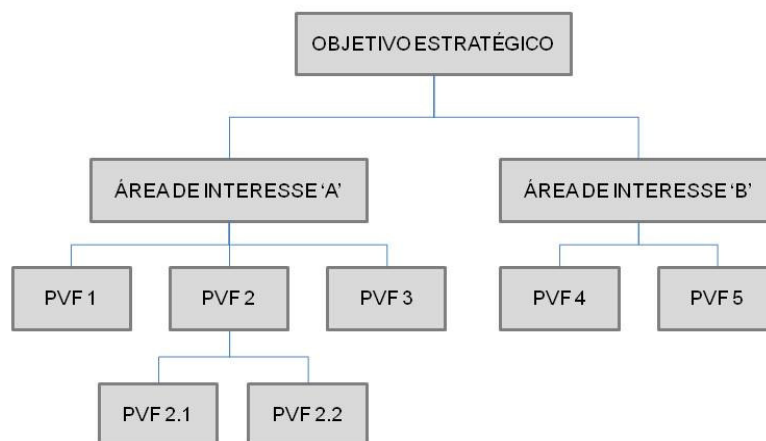 OBJETIVO ESTRATÉGICO
ÁREA DE INTERESSE ‘A’
ÁREA DE INTERESSE ‘B’
PVF 1
PVF 2
PVF 3
PVF 4
PVF 5
PVF 2.1
PVF 2.2